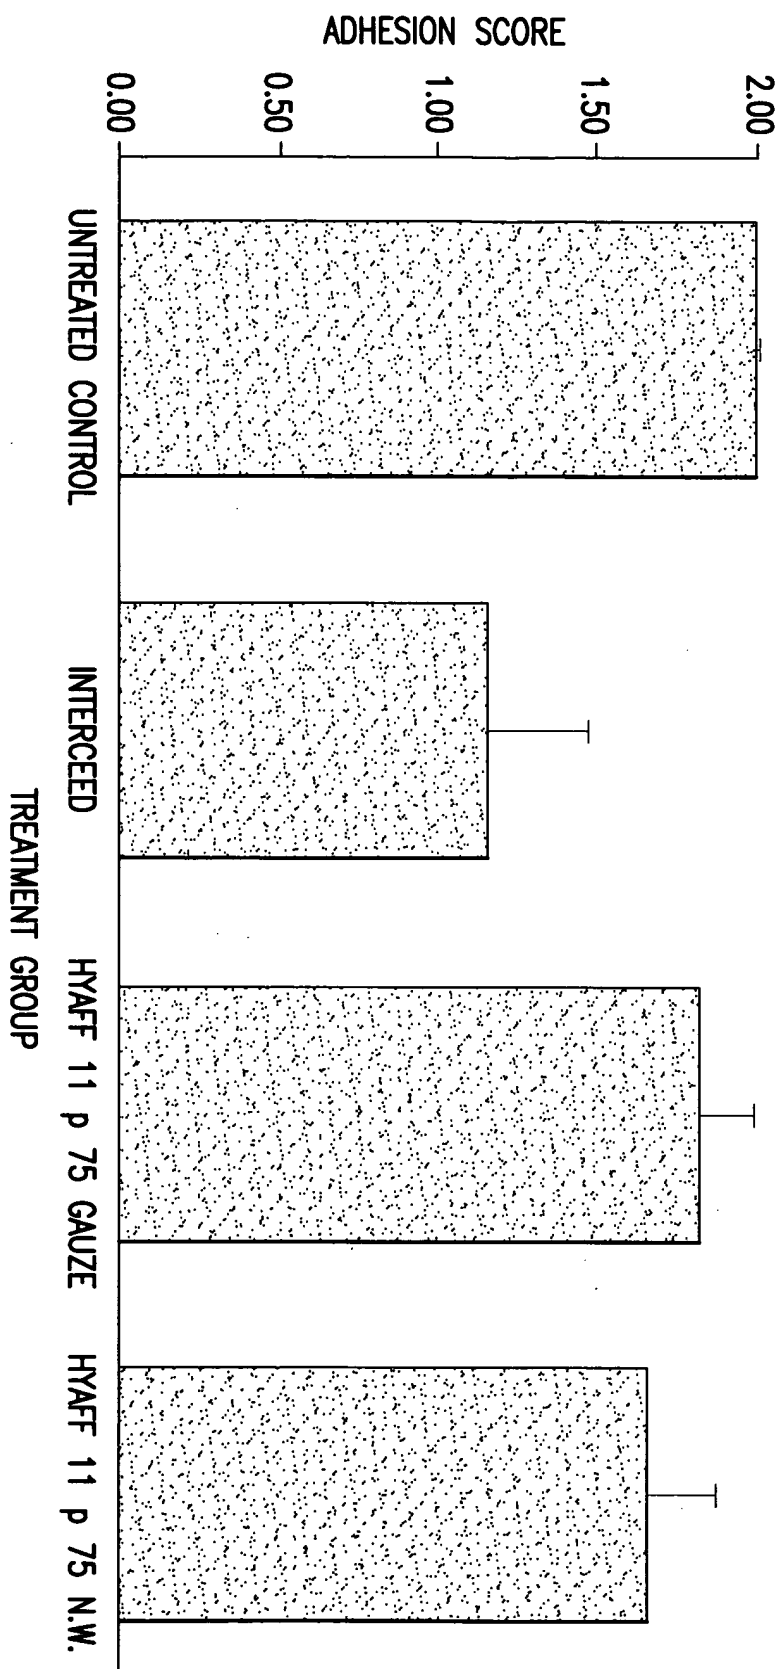 ADHESION SCORE
2.00
1.50
1.00
0.50
0.00
UNTREATED CONTROL
INTERCEED
HYAFF 11 p 75 GAUZE
HYAFF 11 p 75 N.W.
TREATMENT GROUP